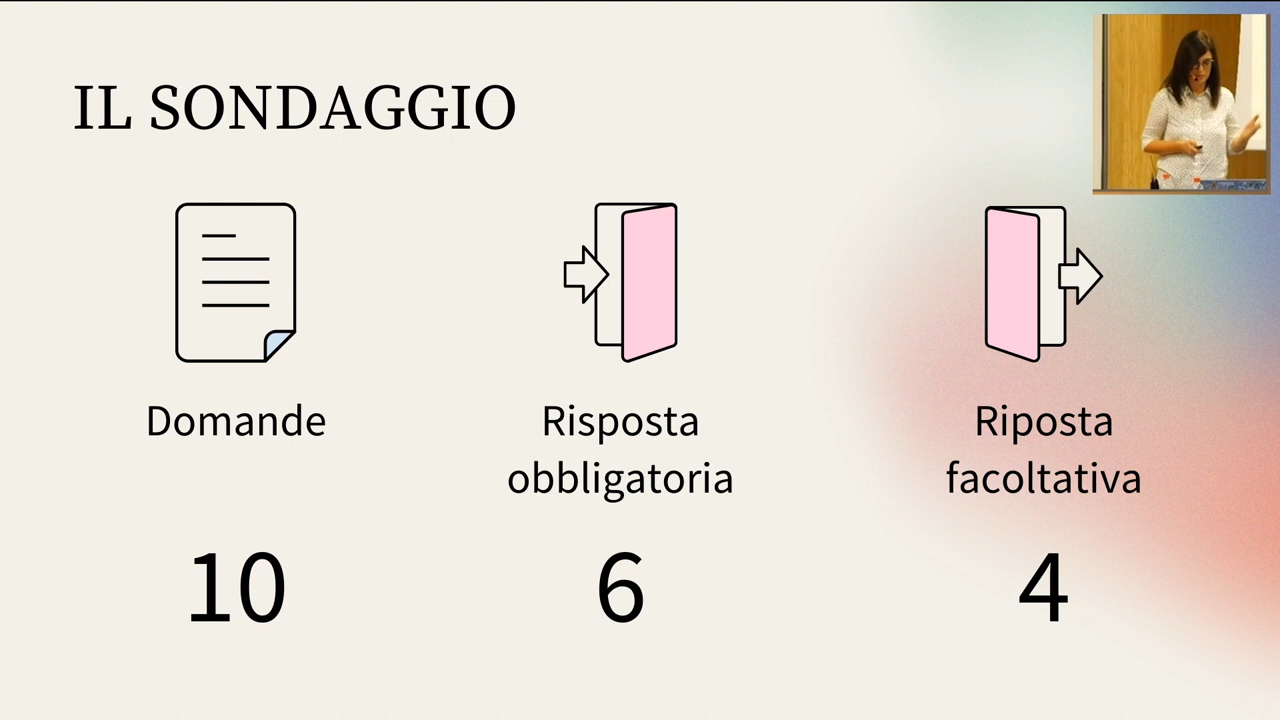 IL SONDAGGIO
Domande
10
Risposta
obbligatoria
6
Riposta
facoltativa
4